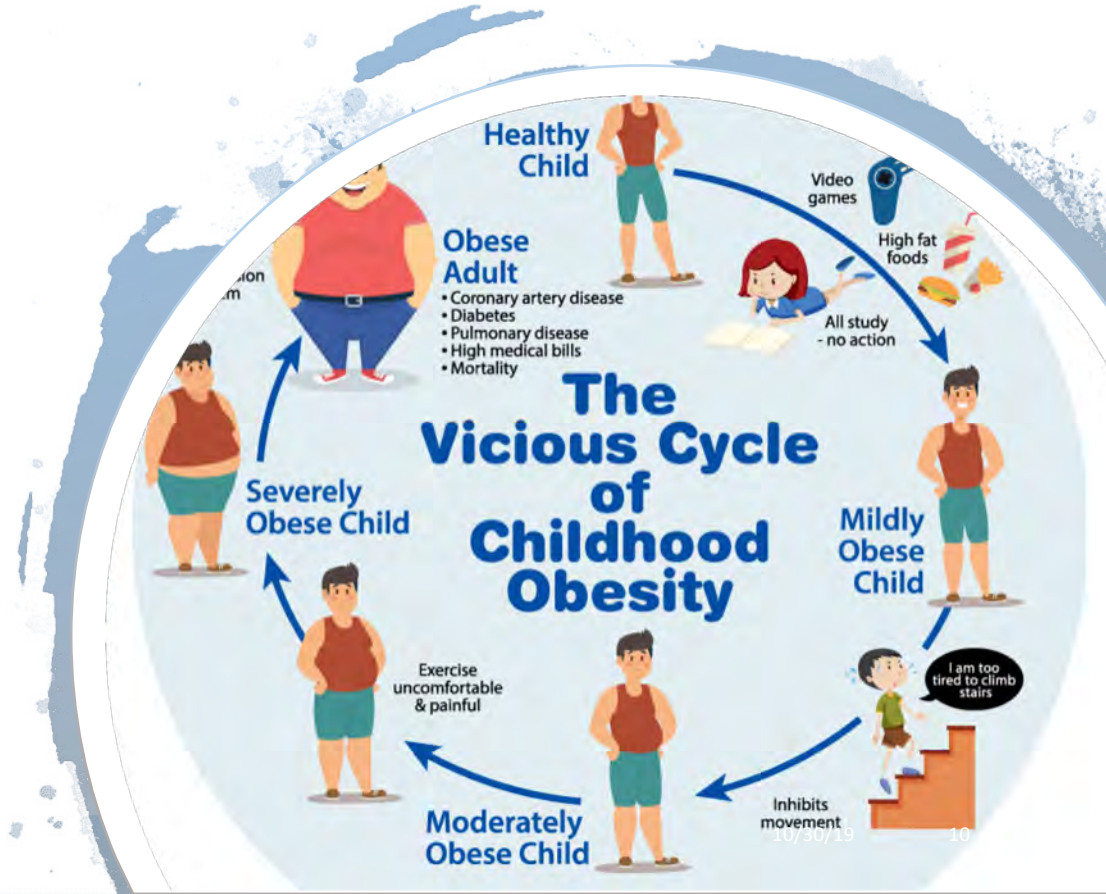 Healthy
Child
Video
games
High fat
foods
All study
- no action
Obese
Adult
• Coronary artery disease
• Diabetes
• Pulmonary disease
• High medical bills
• Mortality
The
Vicious Cycle
of
Childhood
Obesity
Mildly
Obese
Child
I am too
tired to climb
stairs
Inhibits
movement
Moderately
Obese Child
Exercise
uncomfortable
& painful
Severely
Obese Child
10/30/19
10